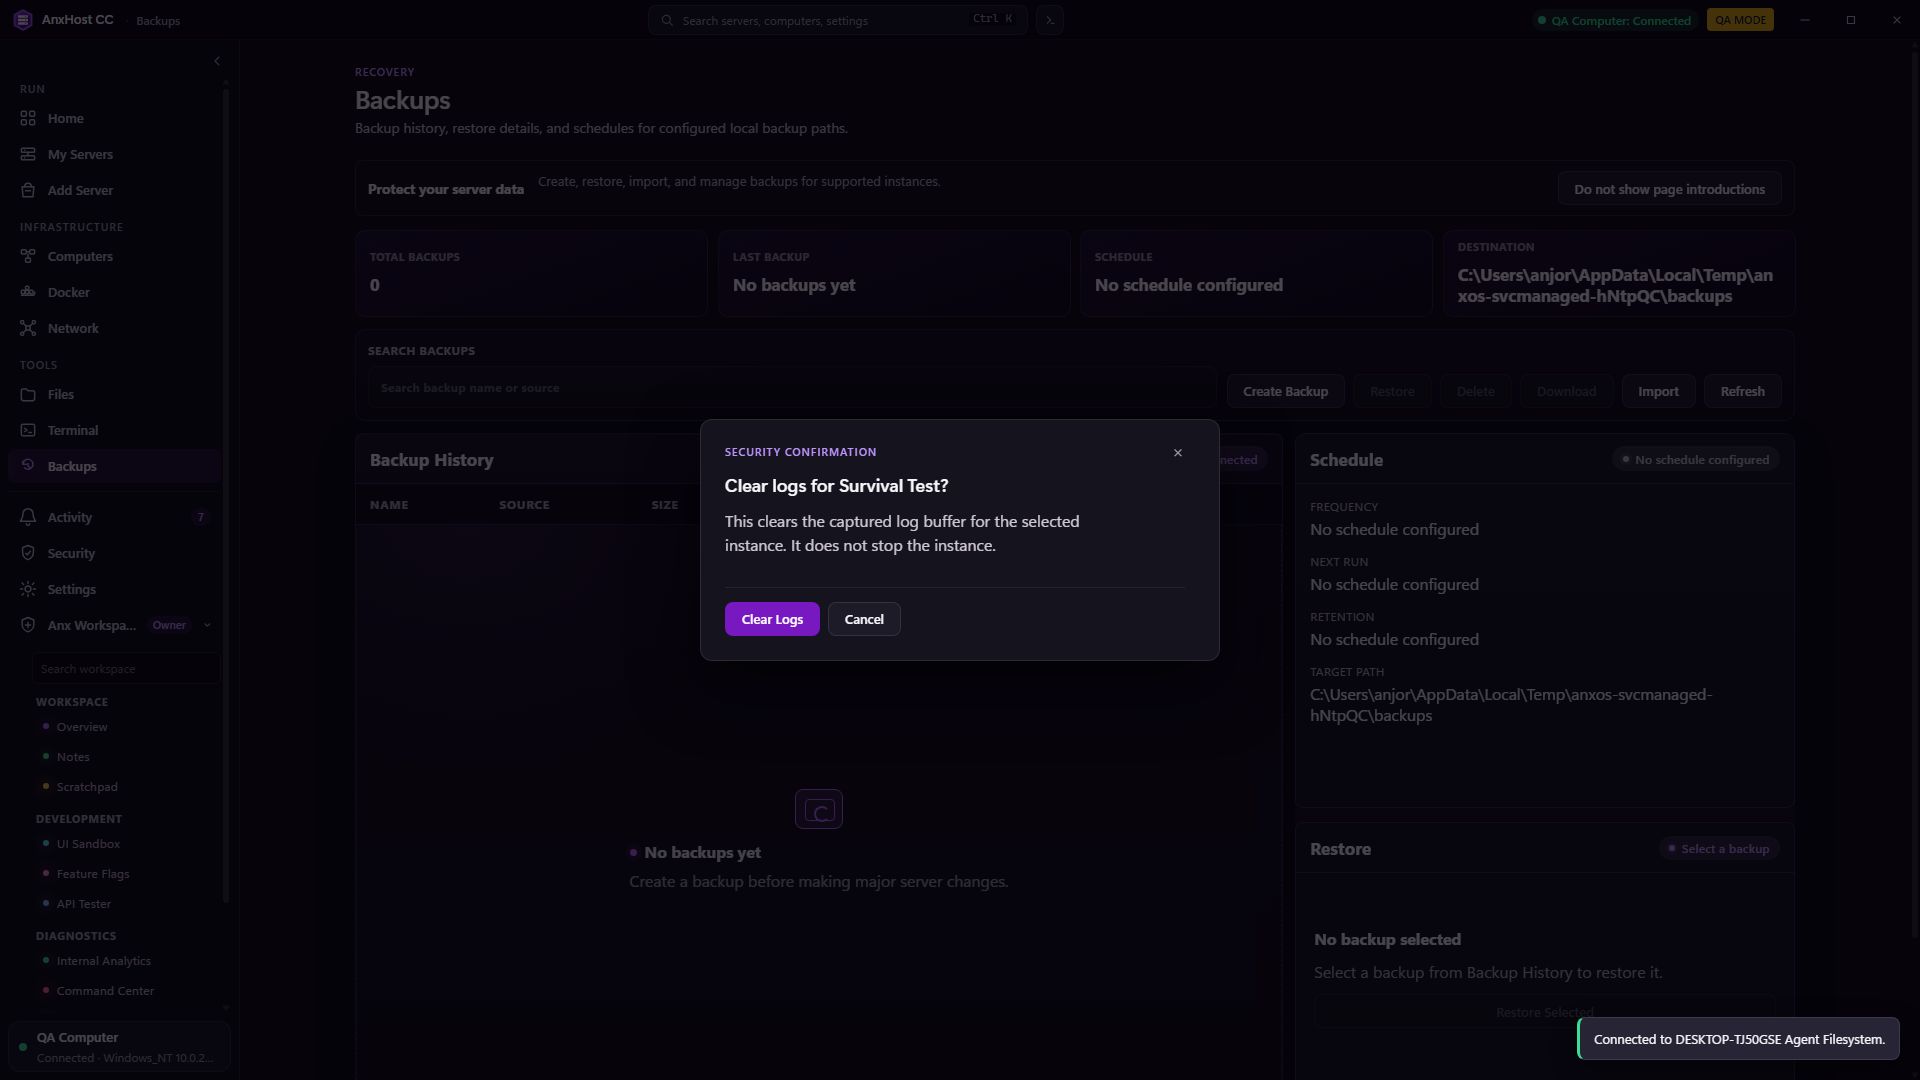 AnxHost CC · Backups
Search servers, computers, settings
Ctrl K
QA Computer: Connected
QA MODE
RUN
Home
My Servers
Add Server
INFRASTRUCTURE
Computers
Docker
Network
TOOLS
Files
Terminal
Backups
Activity
7
Security
Settings
Anx Workspa...
Owner
Search workspace
WORKSPACE
Overview
Notes
Scratchpad
DEVELOPMENT
UI Sandbox
Feature Flags
API Tester
DIAGNOSTICS
Internal Analytics
Command Center
QA Computer
Connected · Windows_NT 10.0.2...
RECOVERY
Backups
Backup history, restore details, and schedules for configured local backup paths.
Protect your server data
Create, restore, import, and manage backups for supported instances.
Do not show page introductions
TOTAL BACKUPS
0
LAST BACKUP
No backups yet
SCHEDULE
No schedule configured
DESTINATION
C:\Users\anjor\AppData\Local\Temp\an
xos-svcmanaged-hNtpQC\backups
SEARCH BACKUPS
Search backup name or source
Create Backup
Restore
Delete
Download
Import
Refresh
Backup History
NAME
SOURCE
SIZE
SECURITY CONFIRMATION
Clear logs for Survival Test?
This clears the captured log buffer for the selected
instance. It does not stop the instance.
Clear Logs
Cancel
No backups yet
Create a backup before making major server changes.
Schedule
No schedule configured
FREQUENCY
No schedule configured
NEXT RUN
No schedule configured
RETENTION
No schedule configured
TARGET PATH
C:\Users\anjor\AppData\Local\Temp\anxos-svcmanaged-
hNtpQC\backups
Restore
Select a backup
No backup selected
Select a backup from Backup History to restore it.
Restore Selected
Connected to DESKTOP-TJ50GSE Agent Filesystem.